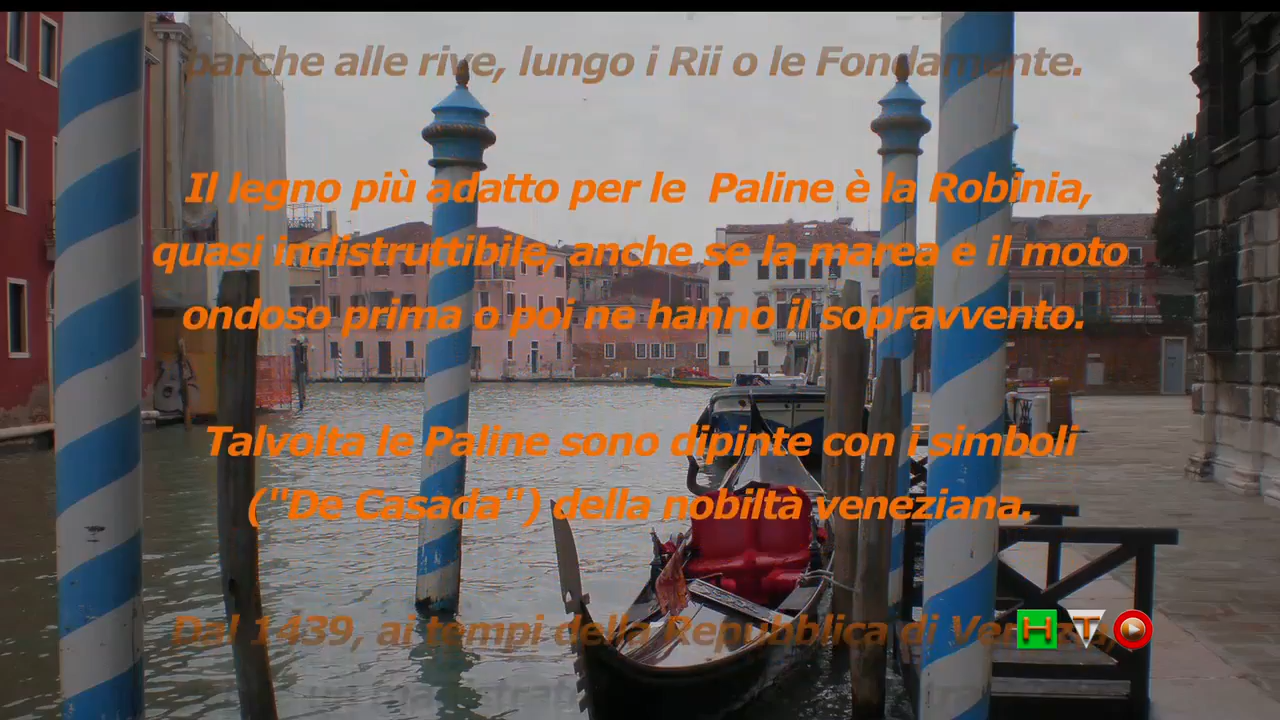 barche alle rive, lungo i Rii o le Fondamente.
Il legno più adatto per le Paline è la Robinia,
quasi indistruttibile, anche se la marea e il moto
ondoso prima o poi ne hanno il sopravvento.
Talvolta le Paline sono dipinte con i simboli
("De Casada") della nobiltà veneziana.
Dal 1439, ai tempi della Repubblica di Venezia,
HTO